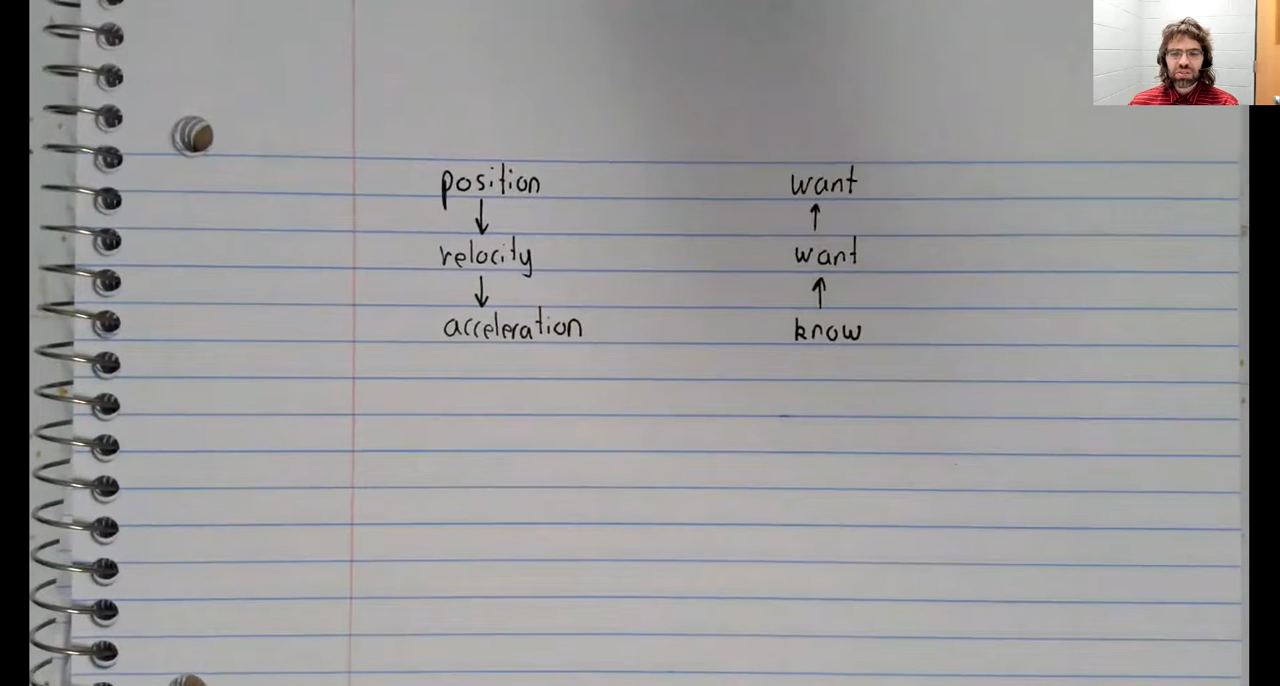 position want
↓ ↑
velocity want
↓ ↑
acceleration know